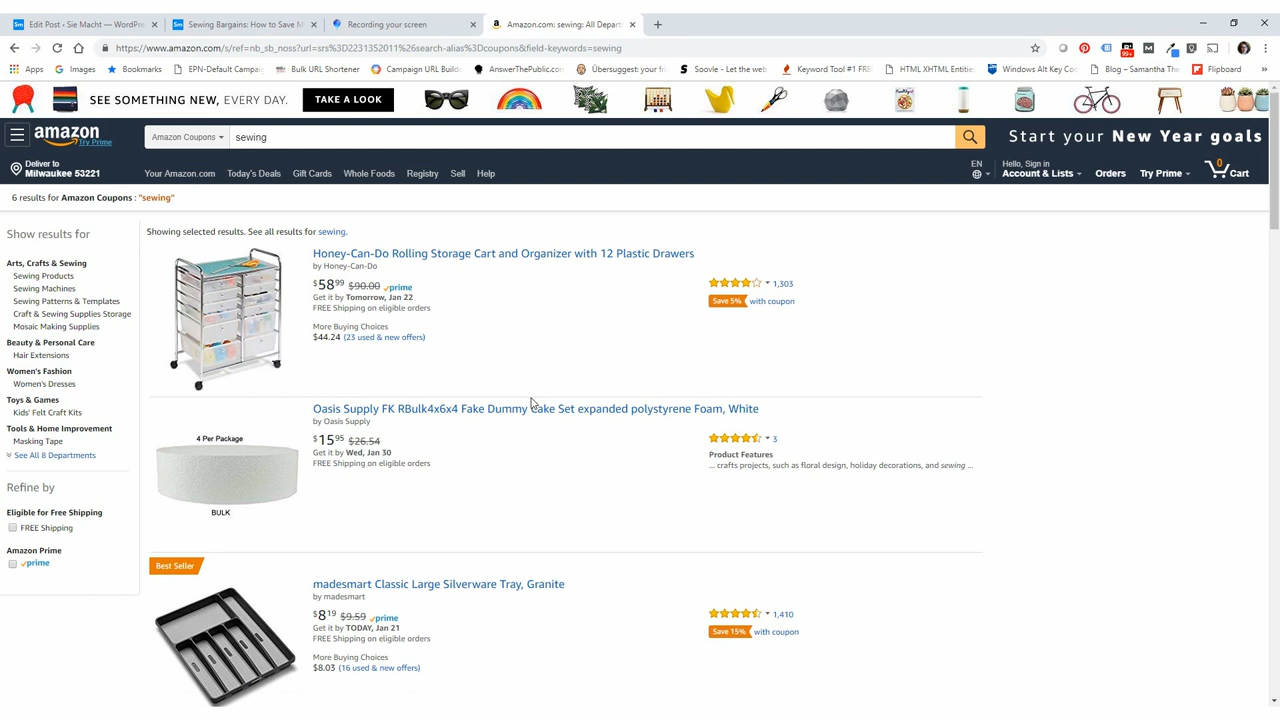 Edit Post ‹ Sie Macht — WordPre
Sewing Bargains: How to Save M
Recording your screen
Amazon.com: sewing: All Depart
https://www.amazon.com/s/ref=nb_sb_noss?url=srs%3D2231352011%26search-alias%3Dcoupons&field-keywords=sewing
Apps
Images
Bookmarks
EPN-Default Campa
Bulk URL Shortener
Campaign URL Build
AnswerThePublic.com
Übersuggest: your fr
Soovle - Let the web
Keyword Tool #1 FRE
HTML XHTML Entitie
Windows Alt Key Co
Blog – Samantha The
Flipboard
SEE SOMETHING NEW, EVERY DAY.
TAKE A LOOK
amazon
Try Prime
Amazon Coupons
sewing
Start your New Year goals
Deliver to
Milwaukee 53221
Your Amazon.com
Today's Deals
Gift Cards
Whole Foods
Registry
Sell
Help
EN
Hello, Sign in
Account & Lists
Orders
Try Prime
0
Cart
6 results for Amazon Coupons : "sewing"
Show results for
Arts, Crafts & Sewing
Sewing Products
Sewing Machines
Sewing Patterns & Templates
Craft & Sewing Supplies Storage
Mosaic Making Supplies
Beauty & Personal Care
Hair Extensions
Women's Fashion
Women's Dresses
Toys & Games
Kids' Felt Craft Kits
Tools & Home Improvement
Masking Tape
See All 8 Departments
Refine by
Eligible for Free Shipping
FREE Shipping
Amazon Prime
prime
Showing selected results. See all results for sewing.
Honey-Can-Do Rolling Storage Cart and Organizer with 12 Plastic Drawers
by Honey-Can-Do
$58 99 $90.00 prime
Get it by Tomorrow, Jan 22
FREE Shipping on eligible orders
More Buying Choices
$44.24 (23 used & new offers)
1,303
Save 5% with coupon
Oasis Supply FK RBulk4x6x4 Fake Dummy Cake Set expanded polystyrene Foam, White
by Oasis Supply
4 Per Package
BULK
$15 95 $26.54
Get it by Wed, Jan 30
FREE Shipping on eligible orders
3
Product Features
... crafts projects, such as floral design, holiday decorations, and sewing ...
Best Seller
madesmart Classic Large Silverware Tray, Granite
by madesmart
$8 19 $9.59 prime
Get it by TODAY, Jan 21
FREE Shipping on eligible orders
More Buying Choices
$8.03 (16 used & new offers)
1,410
Save 15% with coupon